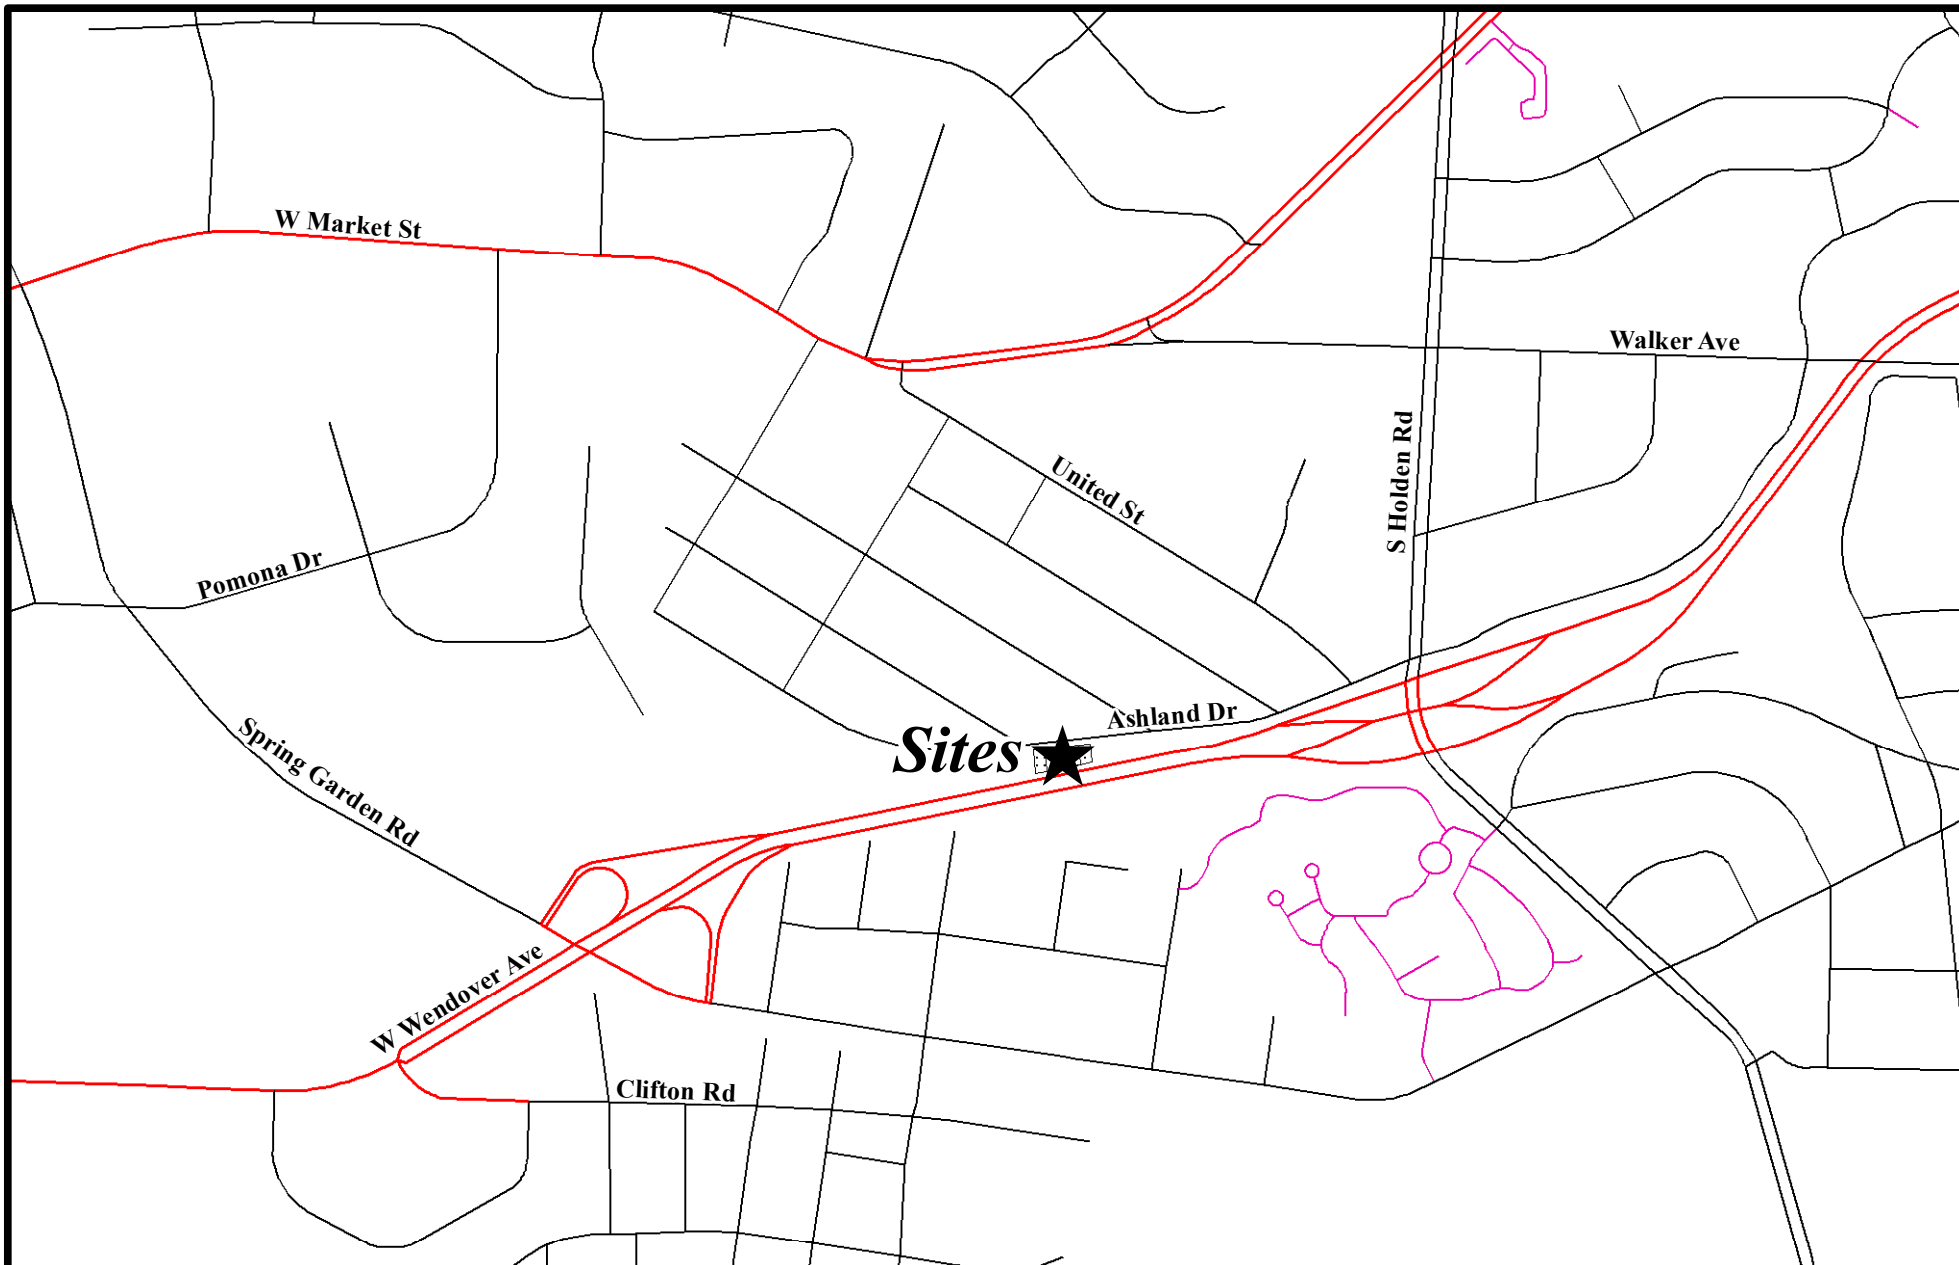 W Market St
Walker Ave
S Holden Rd
United St
Pomona Dr
Ashland Dr
Sites
Spring Garden Rd
W Wendover Ave
Clifton Rd